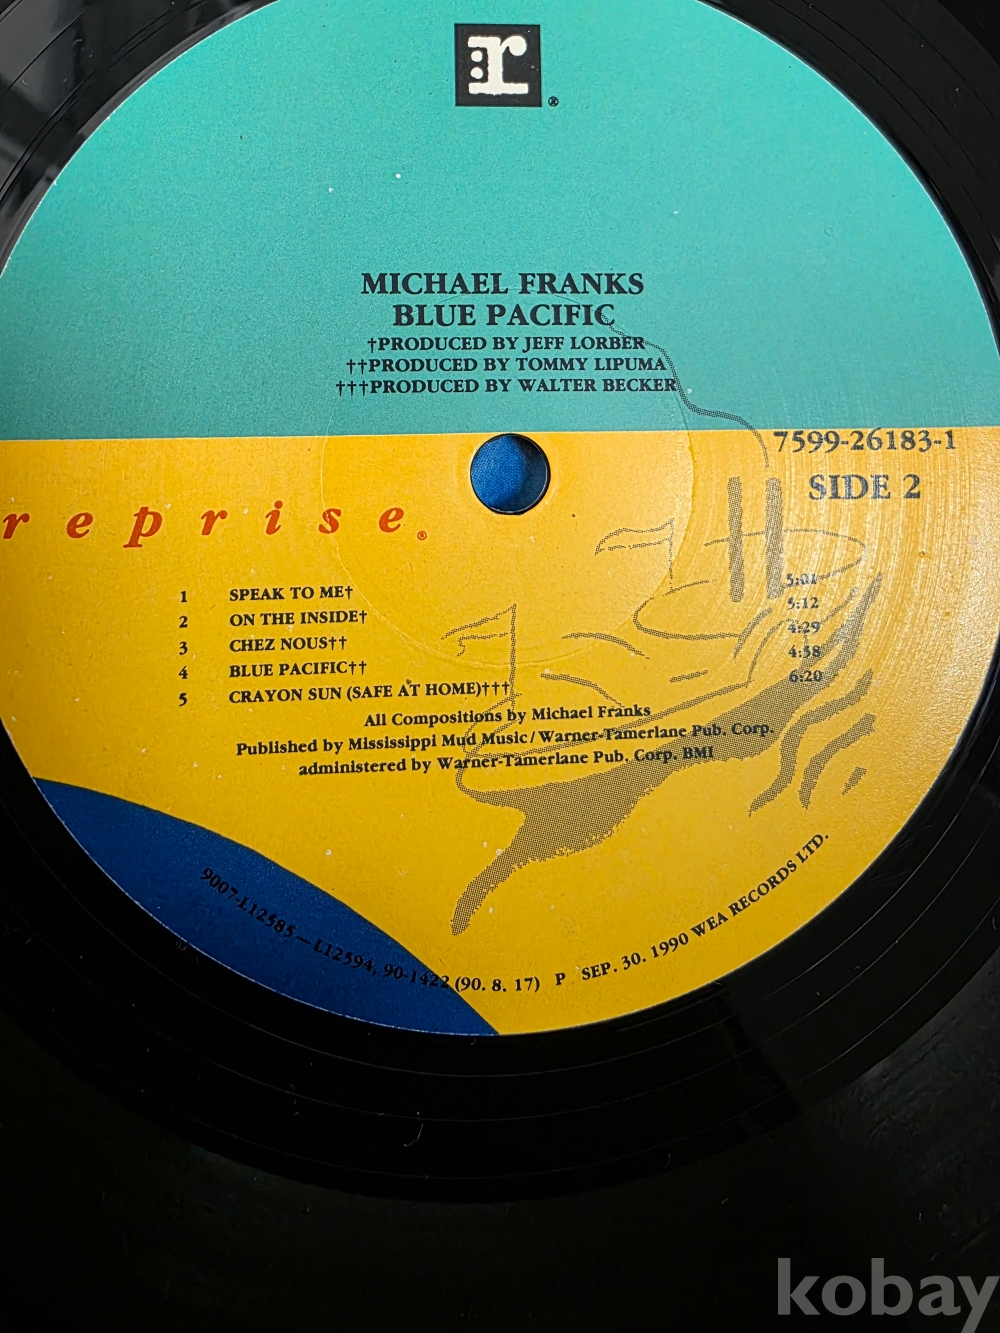 r®
MICHAEL FRANKS
BLUE PACIFIC
†PRODUCED BY JEFF LORBER
††PRODUCED BY TOMMY LIPUMA
†††PRODUCED BY WALTER BECKER
7599-26183-1
SIDE 2
reprise®
1 SPEAK TO ME† 5:01
2 ON THE INSIDE† 5:12
3 CHEZ NOUS†† 4:29
4 BLUE PACIFIC†† 4:58
5 CRAYON SUN (SAFE AT HOME)††† 6:20
All Compositions by Michael Franks
Published by Mississippi Mud Music/Warner-Tamerlane Pub. Corp.
administered by Warner-Tamerlane Pub. Corp. BMI
9007-L12585—L12594, 90-1422 (90. 8. 17) P SEP. 30. 1990 WEA RECORDS LTD.
kobay